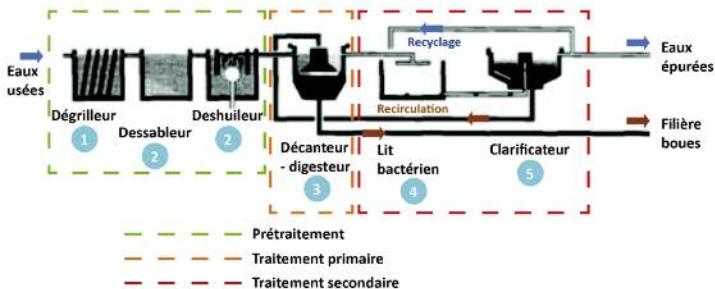 Recyclage
Eaux
usées
Eaux
épurées
Recirculation
Dégrilleur
Dessableur
Deshuileur
Décanteur
- digesteur
Lit
bactérien
Clarificateur
Filière
boues
1
2
2
3
4
5
Prétraitement
Traitement primaire
Traitement secondaire